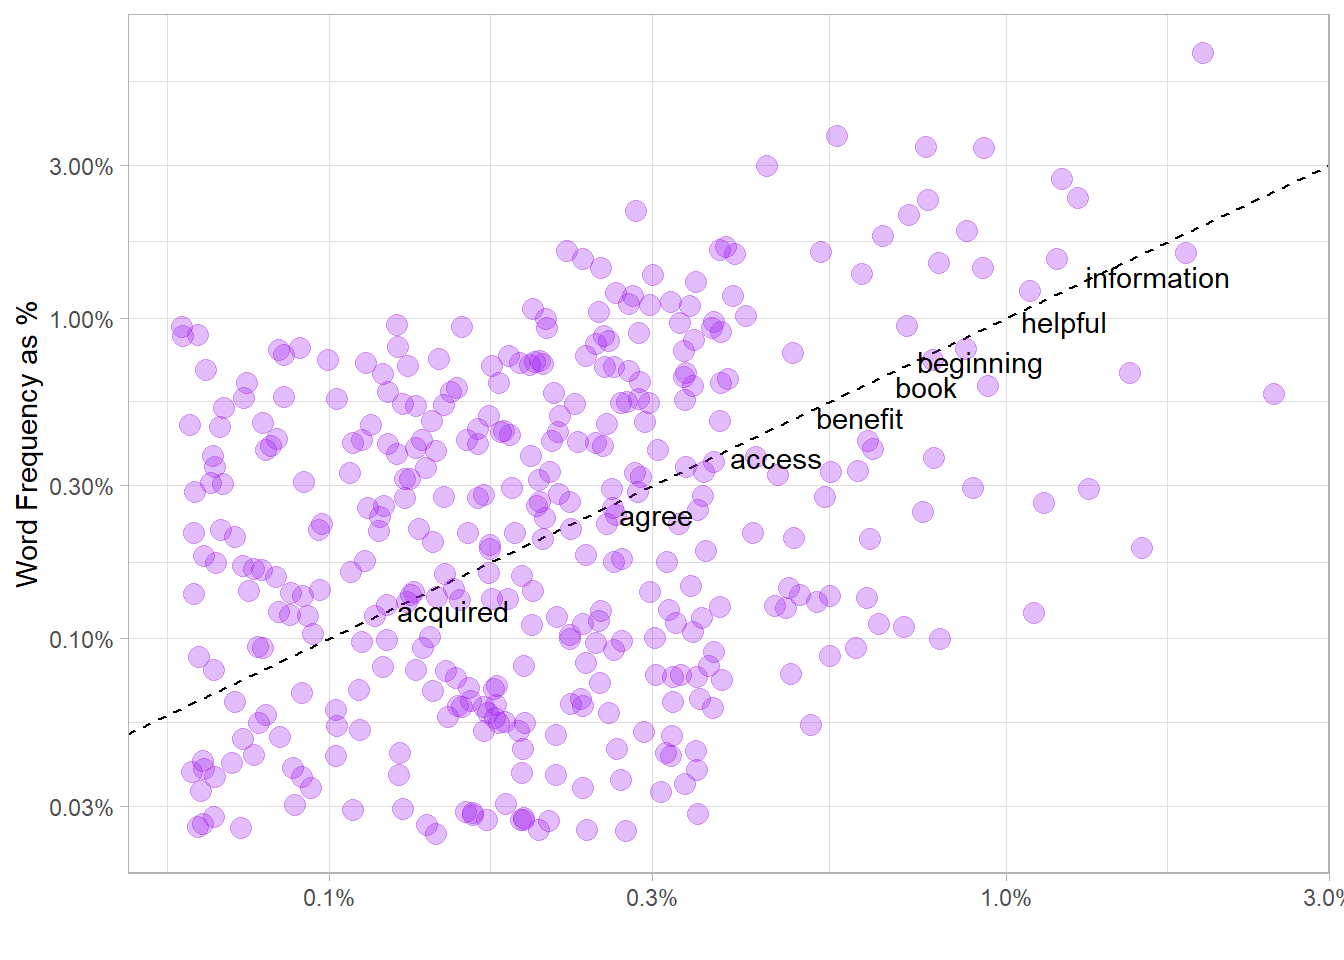 Word Frequency as %
3.00%
1.00%
0.30%
0.10%
0.03%
information
helpful
beginning
book
benefit
access
agree
acquired
0.1%
0.3%
1.0%
3.0%